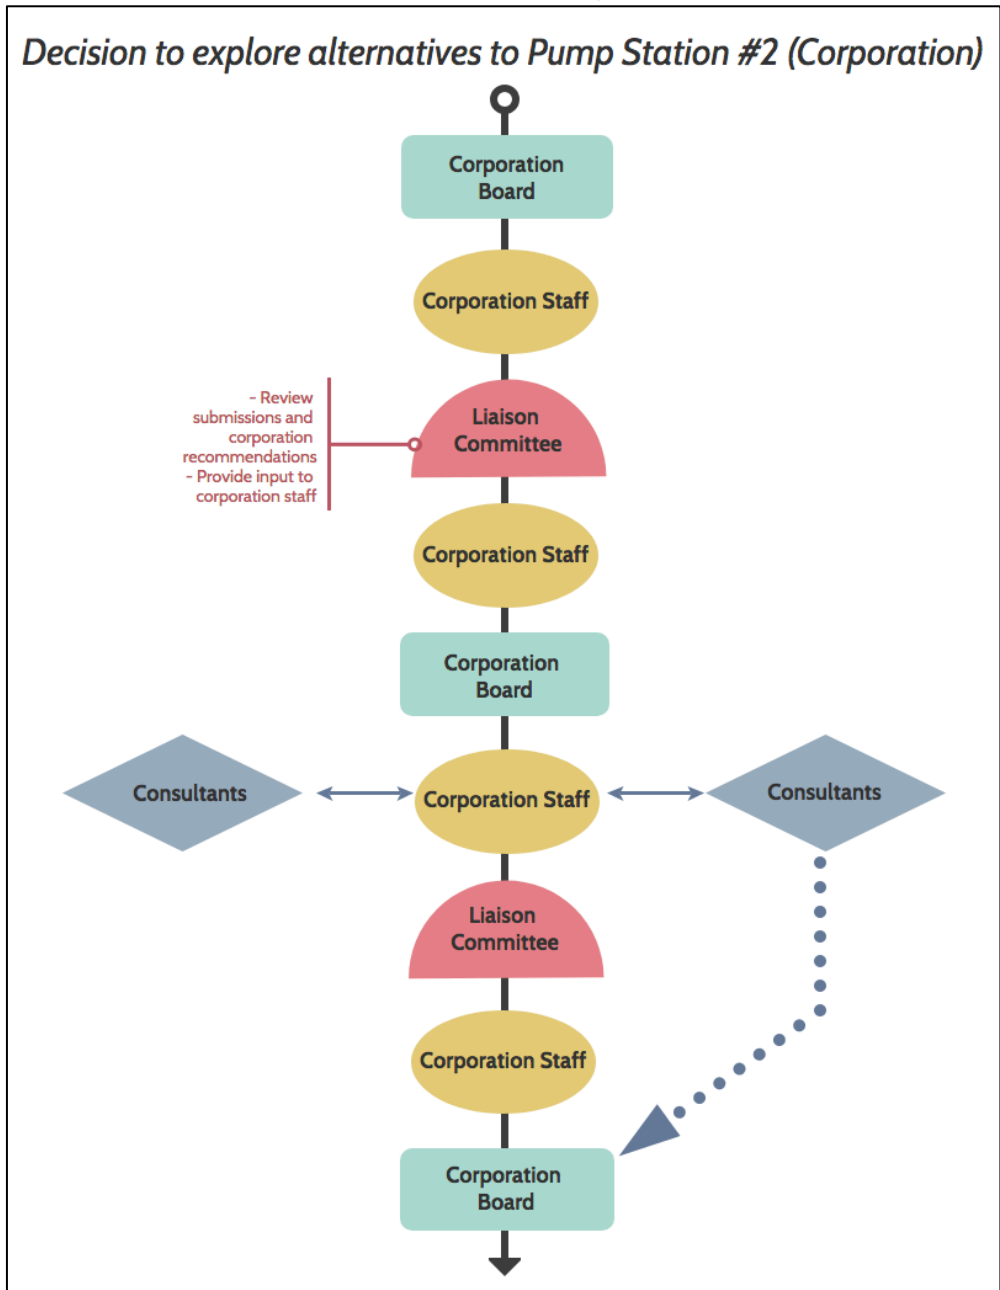 Decision to explore alternatives to Pump Station #2 (Corporation)
Corporation
Board
Corporation Staff
- Review
submissions and
corporation
recommendations
- Provide input to
corporation staff
Liaison
Committee
Corporation Staff
Corporation
Board
Consultants
Corporation Staff
Consultants
Liaison
Committee
Corporation Staff
Corporation
Board